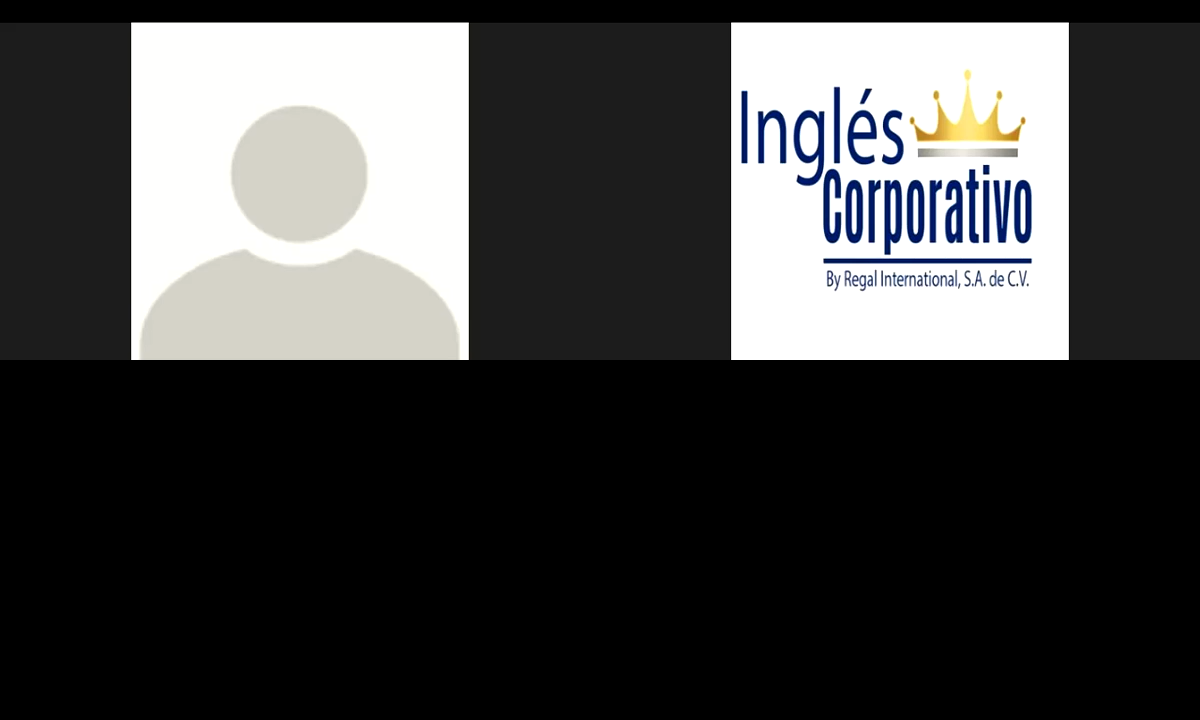 Inglés
Corporativo
By Regal International, S.A. de C.V.